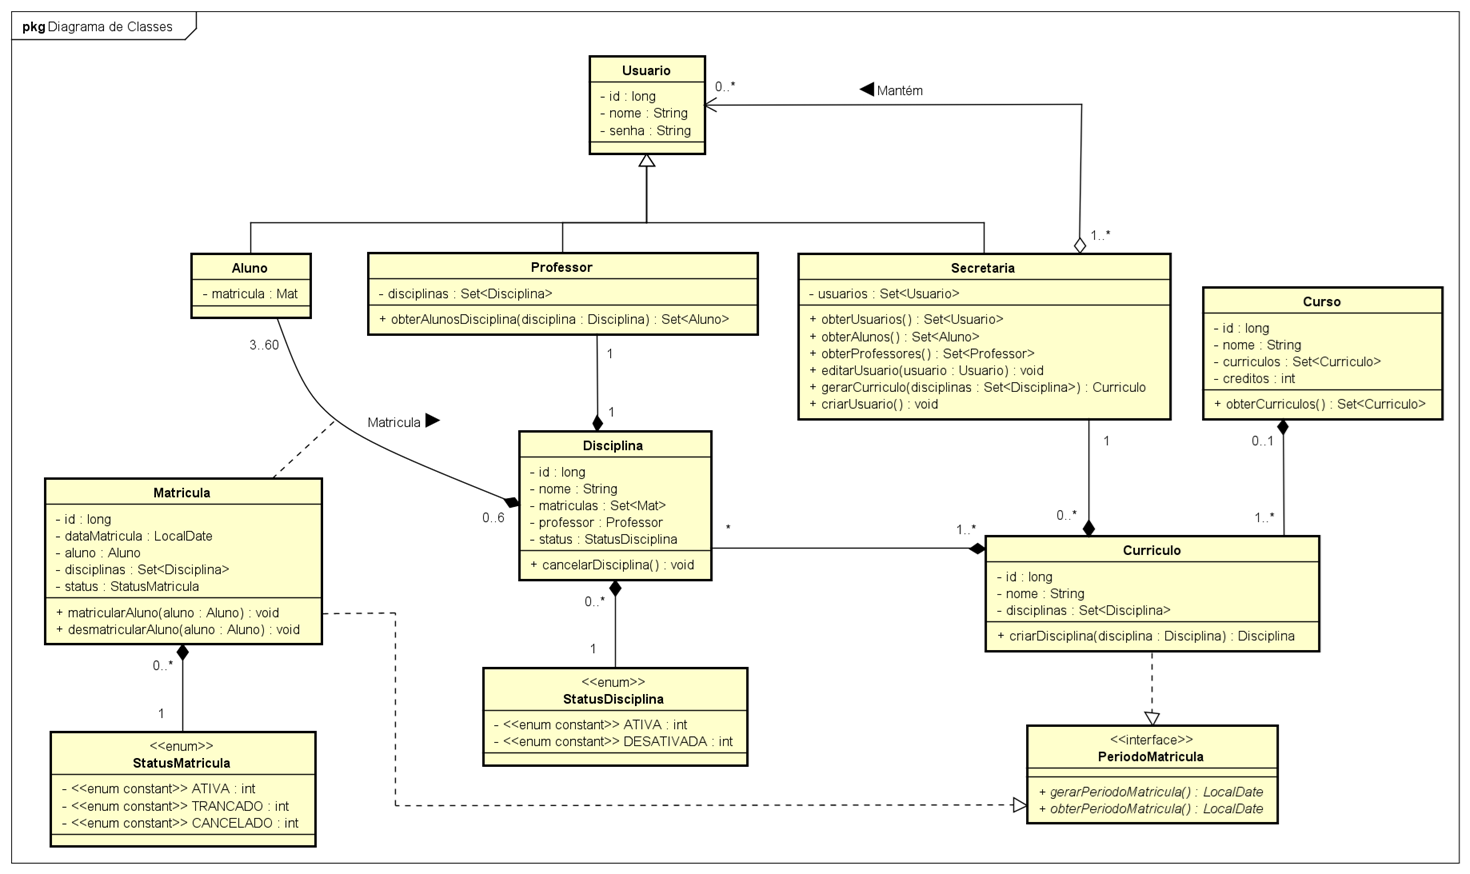 pkg Diagrama de Classes
Usuario
- id : long
- nome : String
- senha : String
0..*
◀ Mantém
1..*
Aluno
- matricula : Mat
3..60
Professor
- disciplinas : Set<Disciplina>
+ obterAlunosDisciplina(disciplina : Disciplina) : Set<Aluno>
1
1
Secretaria
- usuarios : Set<Usuario>
+ obterUsuarios() : Set<Usuario>
+ obterAlunos() : Set<Aluno>
+ obterProfessores() : Set<Professor>
+ editarUsuario(usuario : Usuario) : void
+ gerarCurriculo(disciplinas : Set<Disciplina>) : Curriculo
+ criarUsuario() : void
1
0..*
Curso
- id : long
- nome : String
- curriculos : Set<Curriculo>
- creditos : int
+ obterCurriculos() : Set<Curriculo>
0..1
1..*
Matricula ▶
0..6
Disciplina
- id : long
- nome : String
- matriculas : Set<Mat>
- professor : Professor
- status : StatusDisciplina
+ cancelarDisciplina() : void
*
1..*
0..*
1
Matricula
- id : long
- dataMatricula : LocalDate
- aluno : Aluno
- disciplinas : Set<Disciplina>
- status : StatusMatricula
+ matricularAluno(aluno : Aluno) : void
+ desmatricularAluno(aluno : Aluno) : void
0..*
1
Curriculo
- id : long
- nome : String
- disciplinas : Set<Disciplina>
+ criarDisciplina(disciplina : Disciplina) : Disciplina
<<enum>>
StatusDisciplina
- <<enum constant>> ATIVA : int
- <<enum constant>> DESATIVADA : int
<<enum>>
StatusMatricula
- <<enum constant>> ATIVA : int
- <<enum constant>> TRANCADO : int
- <<enum constant>> CANCELADO : int
<<interface>>
PeriodoMatricula
+ gerarPeriodoMatricula() : LocalDate
+ obterPeriodoMatricula() : LocalDate